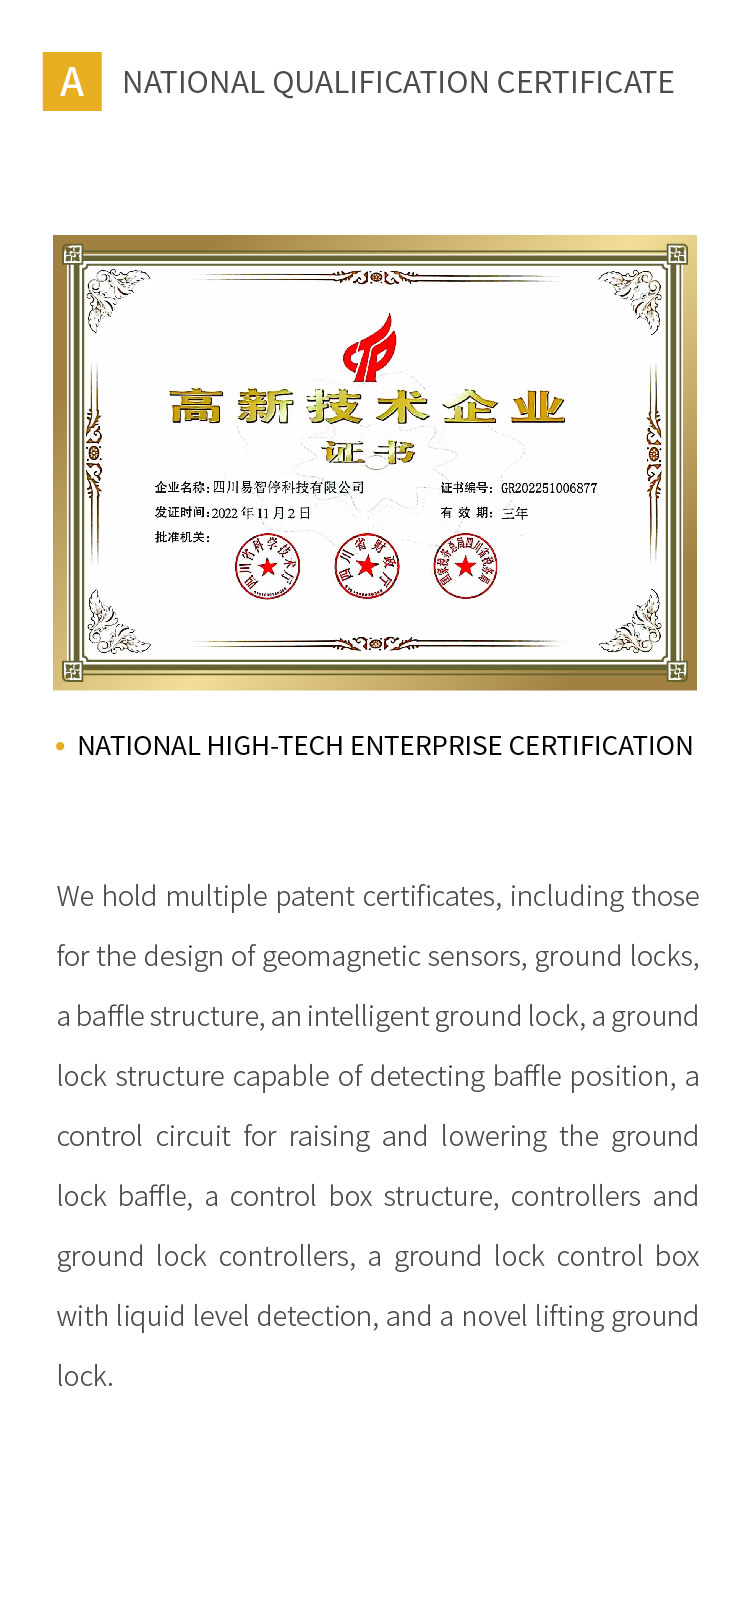 A NATIONAL QUALIFICATION CERTIFICATE
高新技术企业
证书
企业名称:四川易智停科技有限公司 证书编号: GR202251006877
发证时间:2022年11月2日 有 效 期: 三年
批准机关:
四川省科学技术厅
四川省财政厅
国家税务总局四川省税务局
• NATIONAL HIGH-TECH ENTERPRISE CERTIFICATION
We hold multiple patent certificates, including those
for the design of geomagnetic sensors, ground locks,
a baffle structure, an intelligent ground lock, a ground
lock structure capable of detecting baffle position, a
control circuit for raising and lowering the ground
lock baffle, a control box structure, controllers and
ground lock controllers, a ground lock control box
with liquid level detection, and a novel lifting ground
lock.